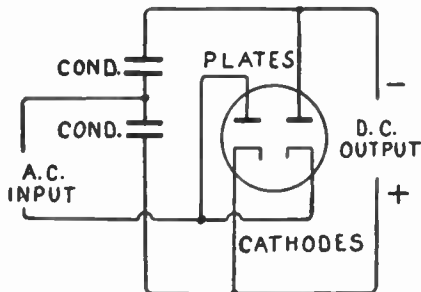 COND.
PLATES
COND.
−
D.C.
OUTPUT
+
A.C.
INPUT
CATHODES